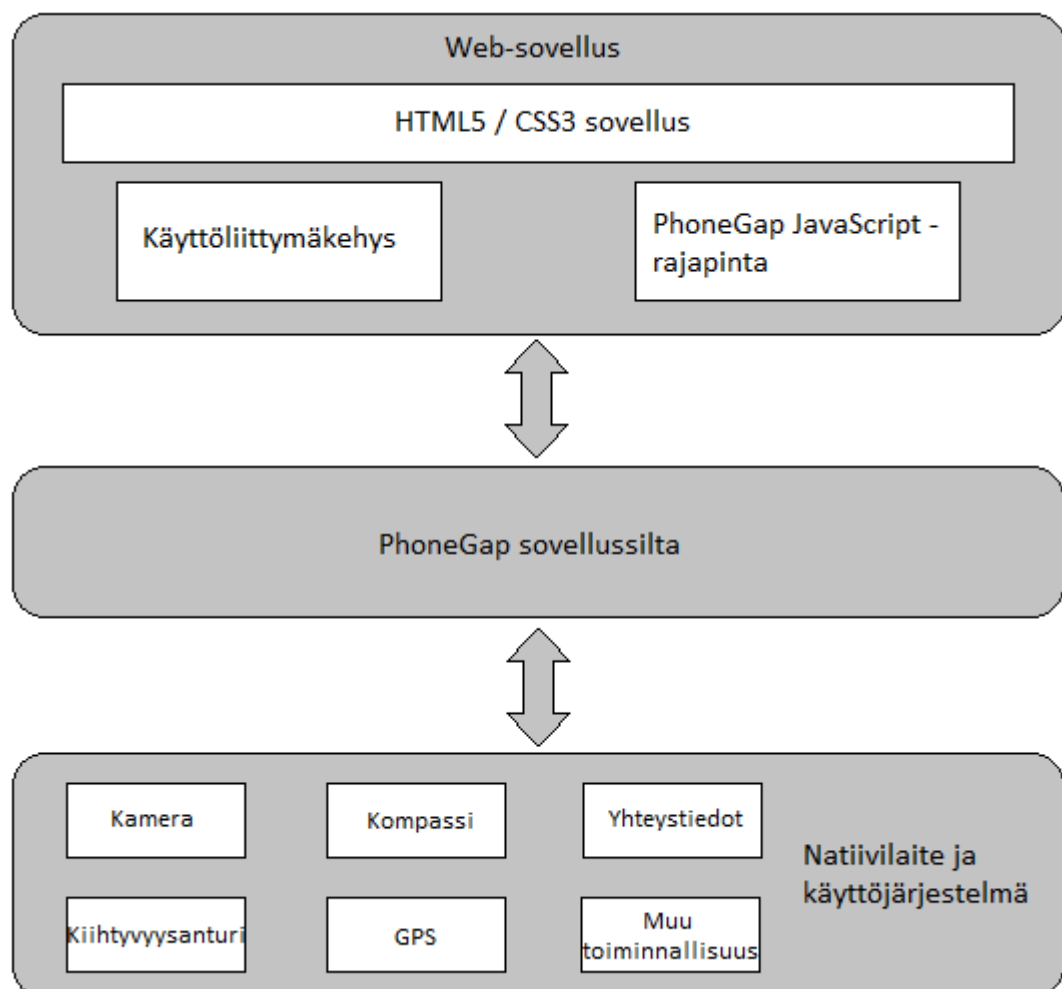 Web-sovellus
HTML5 / CSS3 sovellus
Käyttöliittymäkehys
PhoneGap JavaScript -
rajapinta
PhoneGap sovellussilta
Kamera
Kompassi
Yhteystiedot
Natiivilaite ja
käyttöjärjestelmä
Kiihtyvyysanturi
GPS
Muu
toiminnallisuus